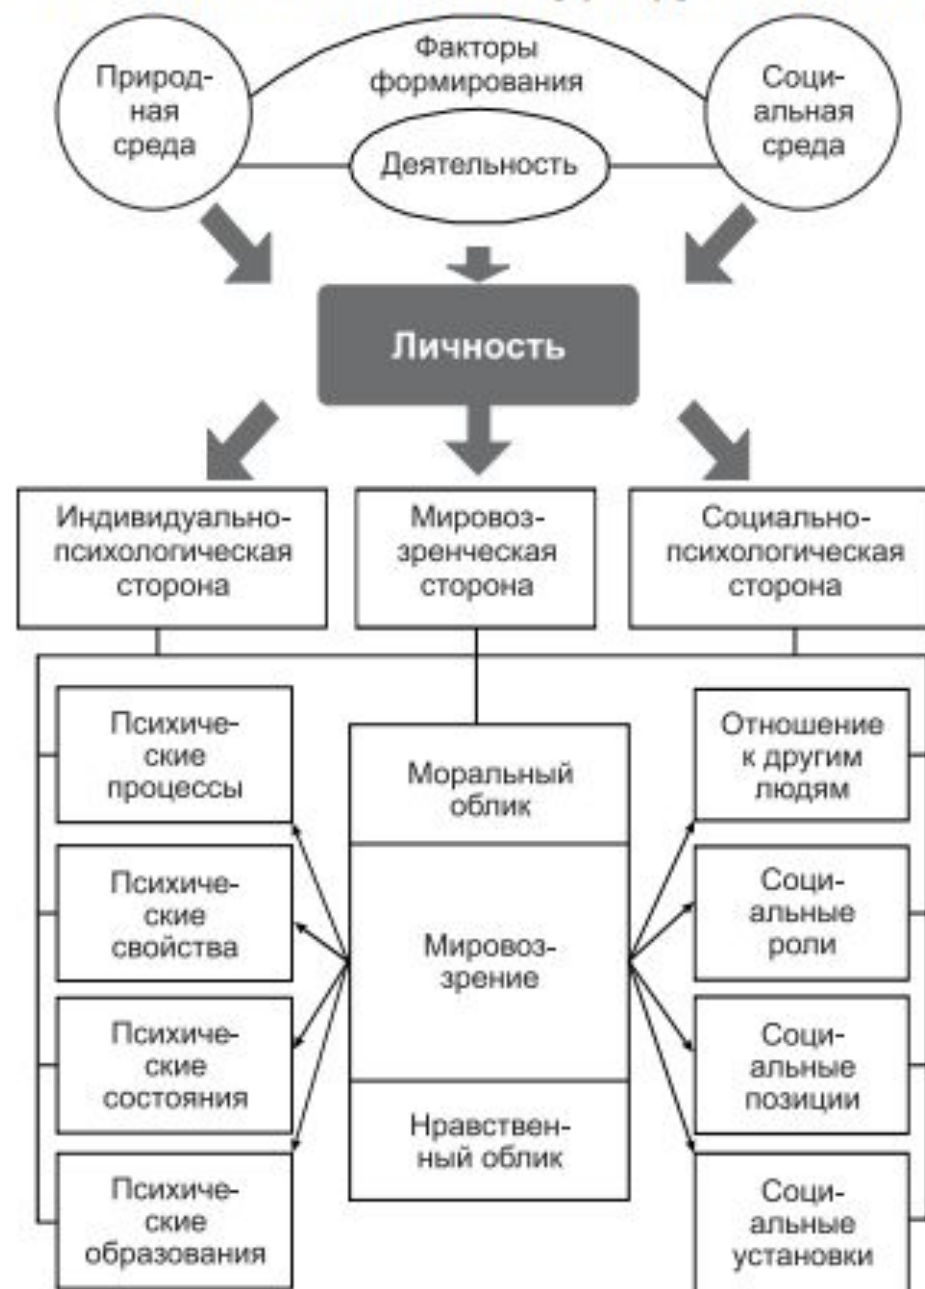 Природ-
ная
среда
Факторы
формирования
Деятельность
Соци-
альная
среда
Личность
Индивидуально-
психологическая
сторона
Мировоз-
зренческая
сторона
Социально-
психологическая
сторона
Психиче-
ские
процессы
Психиче-
ские
свойства
Психиче-
ские
состояния
Психиче-
ские
образования
Моральный
облик
Мировоз-
зрение
Нравствен-
ный облик
Отношение
к другим
людям
Соци-
альные
роли
Соци-
альные
позиции
Соци-
альные
установки